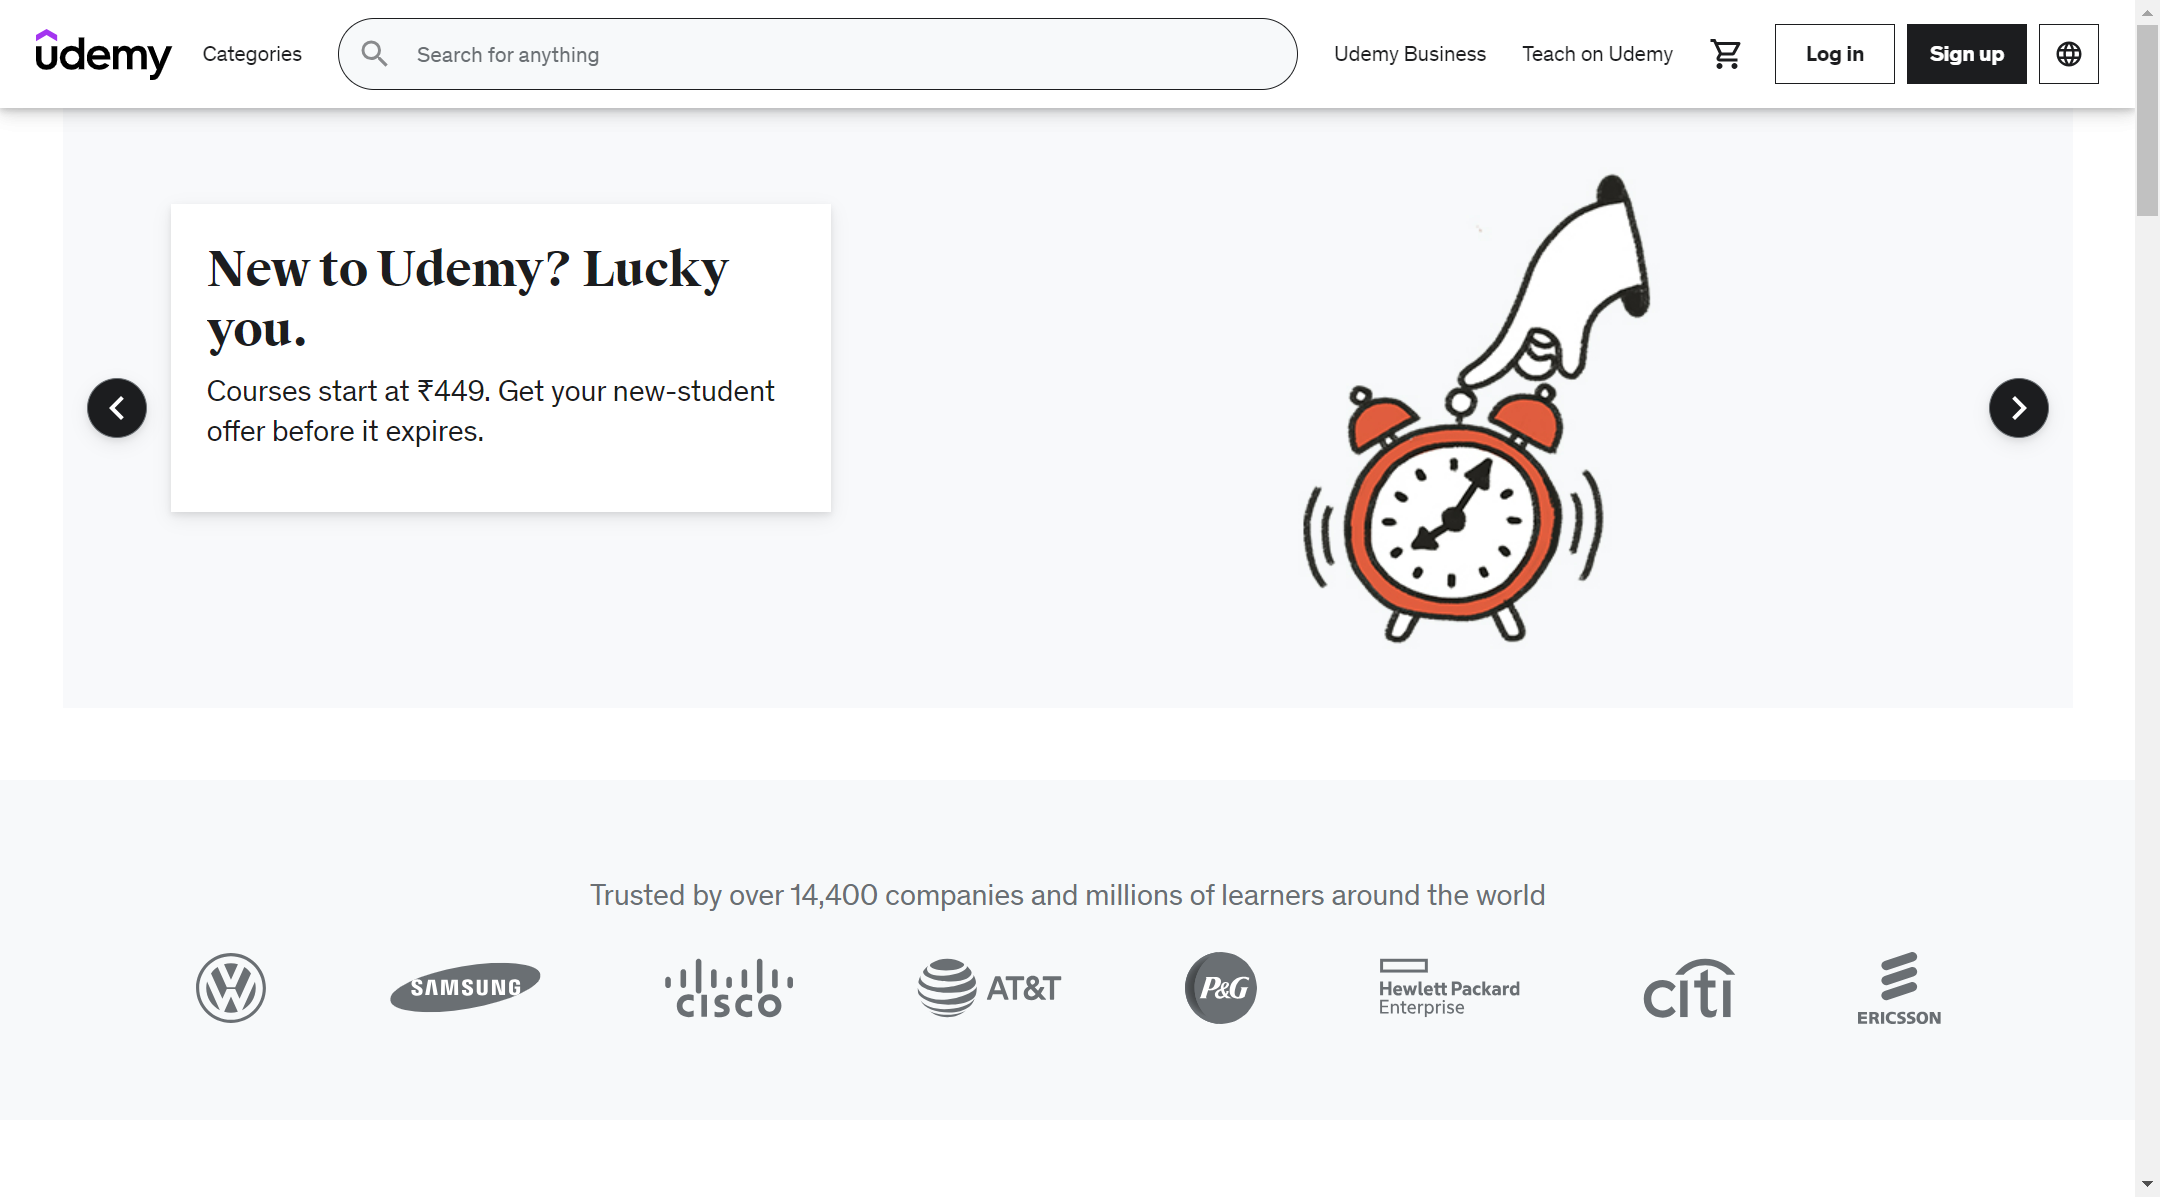 udemy
Categories
Search for anything
Udemy Business
Teach on Udemy
Log in
Sign up
New to Udemy? Lucky
you.
Courses start at ₹449. Get your new-student
offer before it expires.
Trusted by over 14,400 companies and millions of learners around the world
VW
SAMSUNG
CISCO
AT&T
P&G
Hewlett Packard
Enterprise
citi
ERICSSON